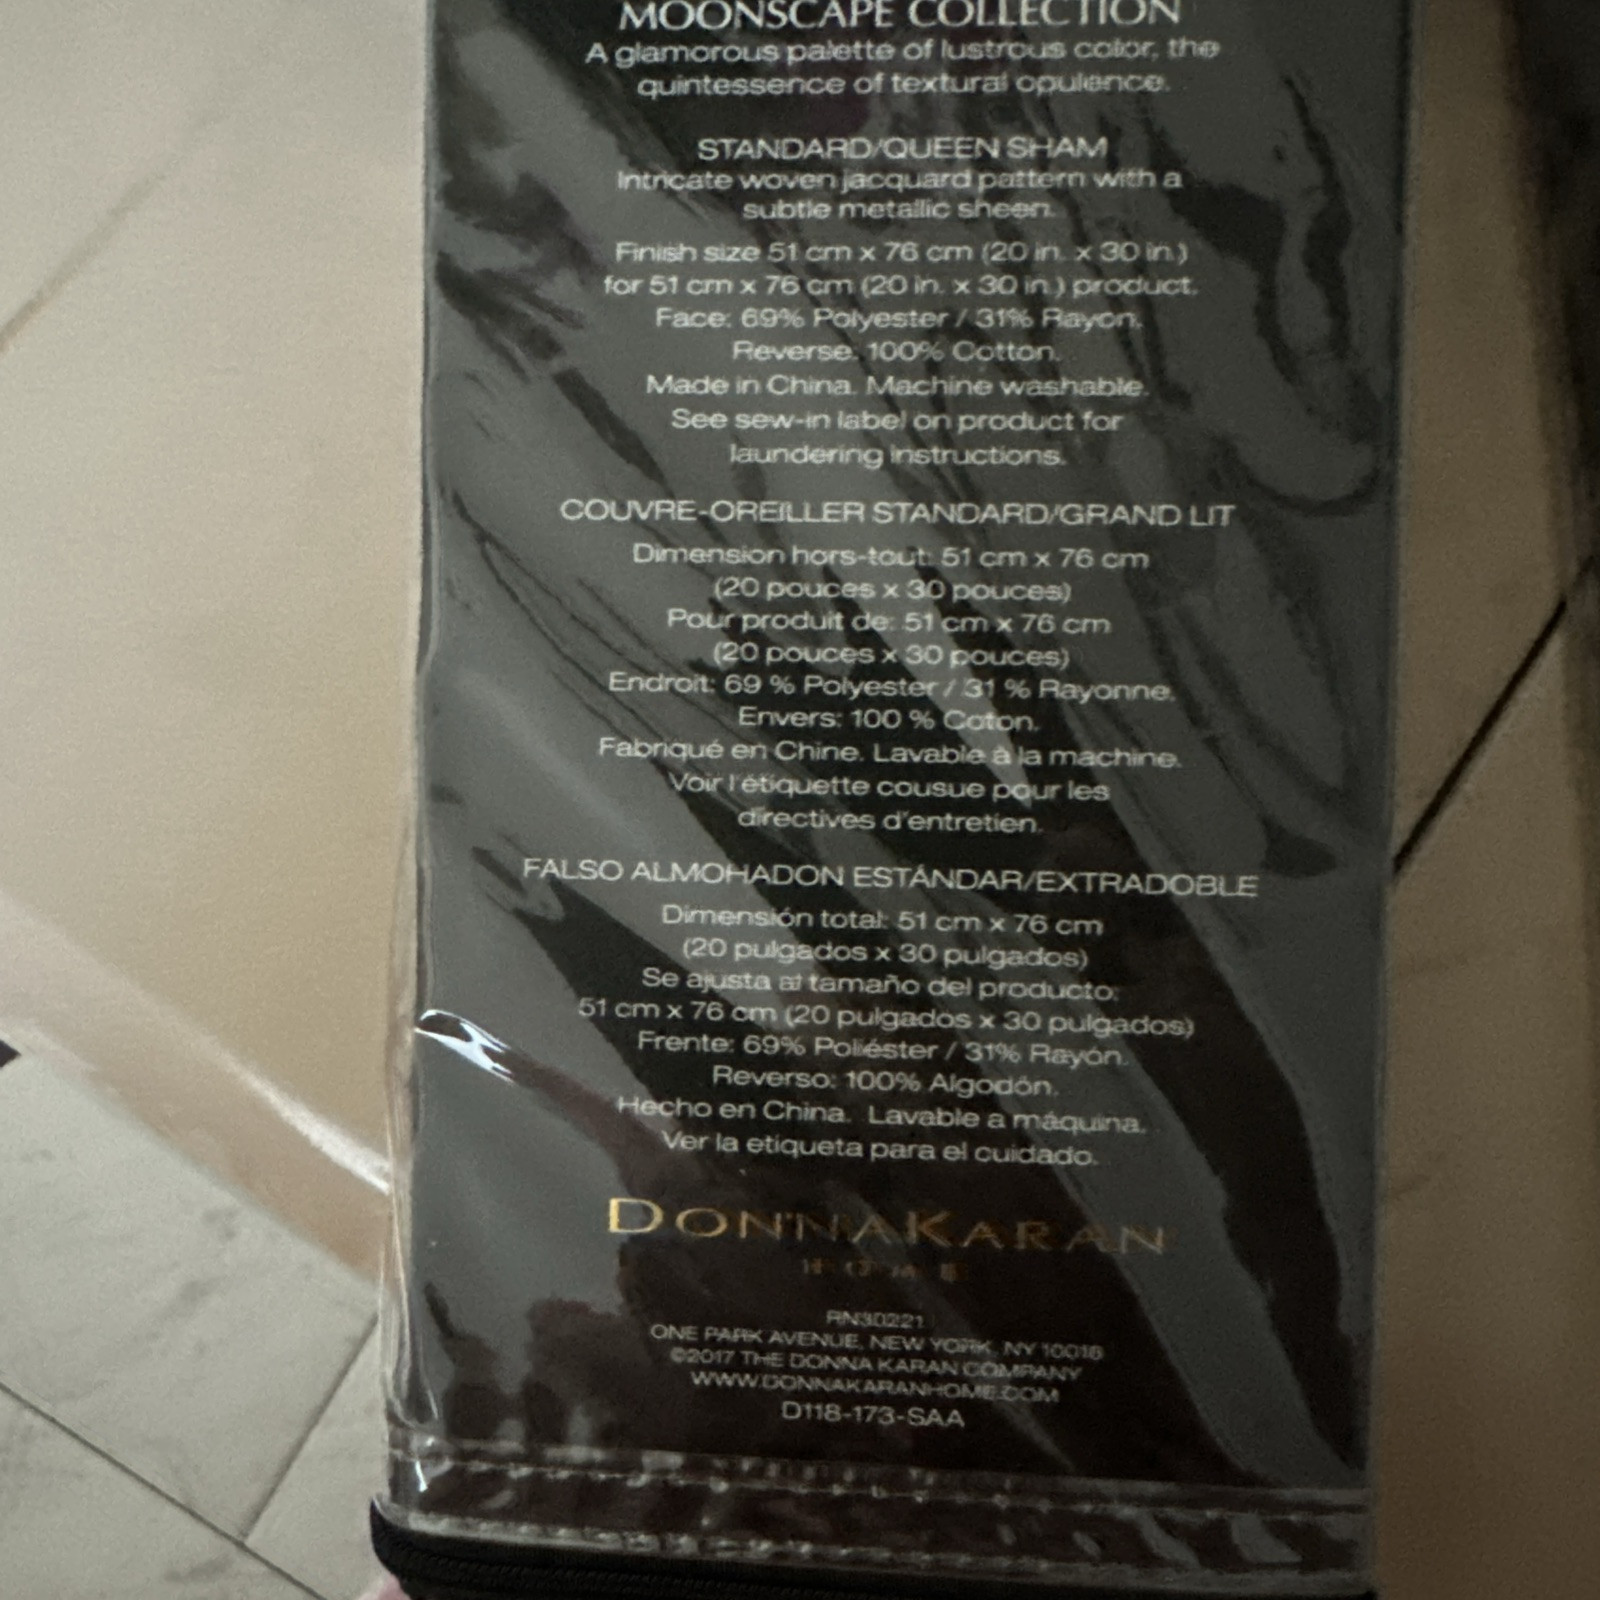 MOONSCAPE COLLECTION
A glamorous palette of lustrous color, the
quintessence of textural opulence.
STANDARD/QUEEN SHAM
Intricate woven jacquard pattern with a
subtle metallic sheen.
Finish size 51 cm x 76 cm (20 in. x 30 in.)
for 51 cm x 76 cm (20 in. x 30 in.) product.
Face: 69% Polyester / 31% Rayon.
Reverse: 100% Cotton.
Made in China. Machine washable.
See sew-in label on product for
laundering instructions.
COUVRE-OREILLER STANDARD/GRAND LIT
Dimension hors-tout: 51 cm x 76 cm
(20 pouces x 30 pouces)
Pour produit de: 51 cm x 76 cm
(20 pouces x 30 pouces)
Endroit: 69 % Polyester / 31 % Rayonne.
Envers: 100 % Coton.
Fabriqué en Chine. Lavable à la machine.
Voir l'étiquette cousue pour les
directives d'entretien.
FALSO ALMOHADON ESTÁNDAR/EXTRADOBLE
Dimensión total: 51 cm x 76 cm
(20 pulgados x 30 pulgados)
Se ajusta al tamaño del producto:
51 cm x 76 cm (20 pulgados x 30 pulgados)
Frente: 69% Poliéster / 31% Rayón.
Reverso: 100% Algodón.
Hecho en China. Lavable a máquina.
Ver la etiqueta para el cuidado.
DONNAKARAN
HOME
RN30221
ONE PARK AVENUE, NEW YORK, NY 10016
©2017 THE DONNA KARAN COMPANY
WWW.DONNAKARANHOME.COM
D118-173-SAA